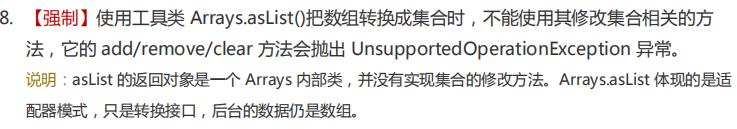 8. 【强制】使用工具类 Arrays.asList()把数组转换成集合时，不能使用其修改集合相关的方
法，它的 add/remove/clear 方法会抛出 UnsupportedOperationException 异常。
说明：asList 的返回对象是一个 Arrays 内部类，并没有实现集合的修改方法。Arrays.asList 体现的是适
配器模式，只是转换接口，后台的数据仍是数组。